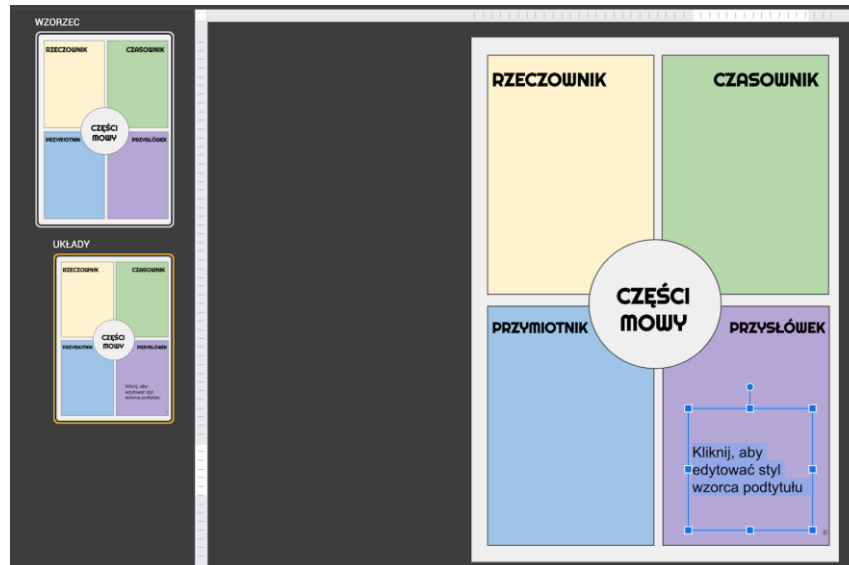 WZORZEC
RZECZOWNIK
CZASOWNIK
CZĘŚCI
MOWY
PRZYMIOTNIK
PRZYSŁÓWEK
UKŁADY
RZECZOWNIK
CZASOWNIK
CZĘŚCI
MOWY
PRZYMIOTNIK
PRZYSŁÓWEK
Kliknij, aby
edytować styl
wzorca podtytułu
RZECZOWNIK
CZASOWNIK
CZĘŚCI
MOWY
PRZYMIOTNIK
PRZYSŁÓWEK
Kliknij, aby
edytować styl
wzorca podtytułu
#